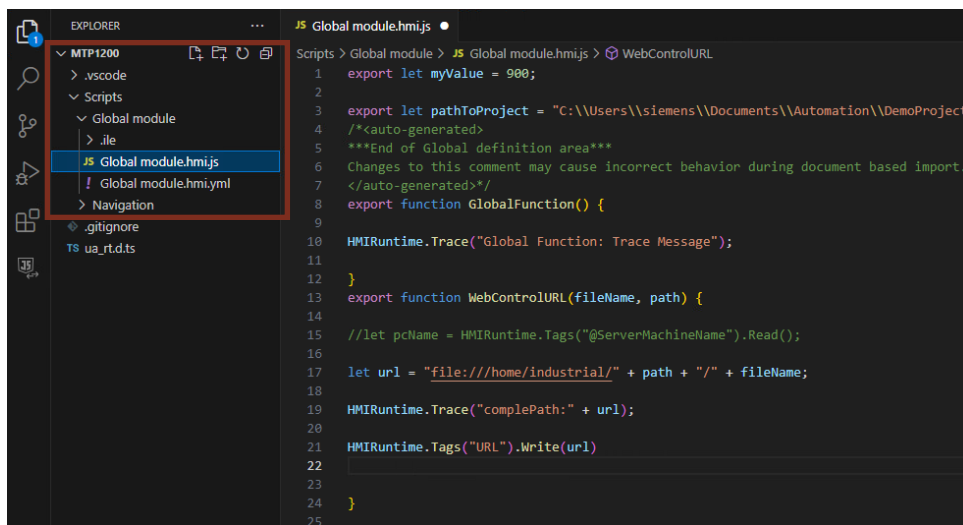 EXPLORER ...
MTP1200
.vscode
Scripts
Global module
.ile
JS Global module.hmi.js
! Global module.hmi.yml
Navigation
.gitignore
TS ua_rt.d.ts
1
JS
JS Global module.hmi.js ●
Scripts > Global module > JS Global module.hmi.js > WebControlURL
1 export let myValue = 900;
2
3 export let pathToProject = "C:\\Users\\siemens\\Documents\\Automation\\DemoProject
4 /*<auto-generated>
5 ***End of Global definition area***
6 Changes to this comment may cause incorrect behavior during document based import.
7 </auto-generated>*/
8 export function GlobalFunction() {
9
10 HMIRuntime.Trace("Global Function: Trace Message");
11
12 }
13 export function WebControlURL(fileName, path) {
14
15 //let pcName = HMIRuntime.Tags("@ServerMachineName").Read();
16
17 let url = "file:///home/industrial/" + path + "/" + fileName;
18
19 HMIRuntime.Trace("complePath:" + url);
20
21 HMIRuntime.Tags("URL").Write(url)
22
23
24 }
25